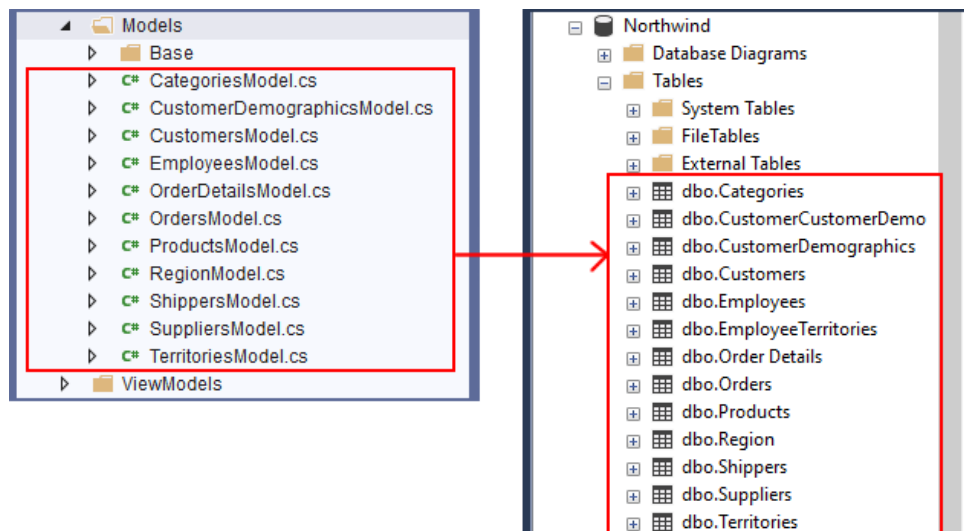 Models
Base
C# CategoriesModel.cs
C# CustomerDemographicsModel.cs
C# CustomersModel.cs
C# EmployeesModel.cs
C# OrderDetailsModel.cs
C# OrdersModel.cs
C# ProductsModel.cs
C# RegionModel.cs
C# ShippersModel.cs
C# SuppliersModel.cs
C# TerritoriesModel.cs
ViewModels
Northwind
Database Diagrams
Tables
System Tables
FileTables
External Tables
dbo.Categories
dbo.CustomerCustomerDemo
dbo.CustomerDemographics
dbo.Customers
dbo.Employees
dbo.EmployeeTerritories
dbo.Order Details
dbo.Orders
dbo.Products
dbo.Region
dbo.Shippers
dbo.Suppliers
dbo.Territories